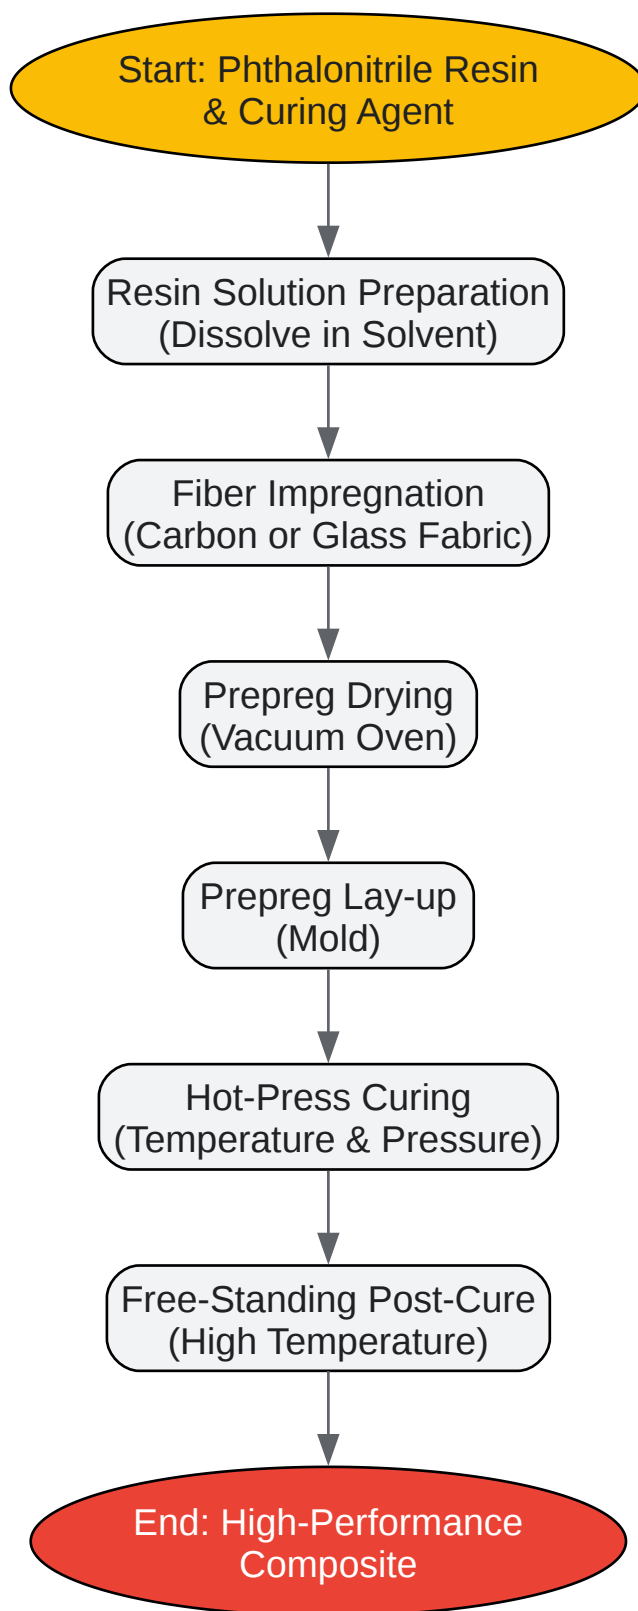 Start: Phthalonitrile Resin
& Curing Agent
Resin Solution Preparation
(Dissolve in Solvent)
Fiber Impregnation
(Carbon or Glass Fabric)
Prepreg Drying
(Vacuum Oven)
Prepreg Lay-up
(Mold)
Hot-Press Curing
(Temperature & Pressure)
Free-Standing Post-Cure
(High Temperature)
End: High-Performance
Composite